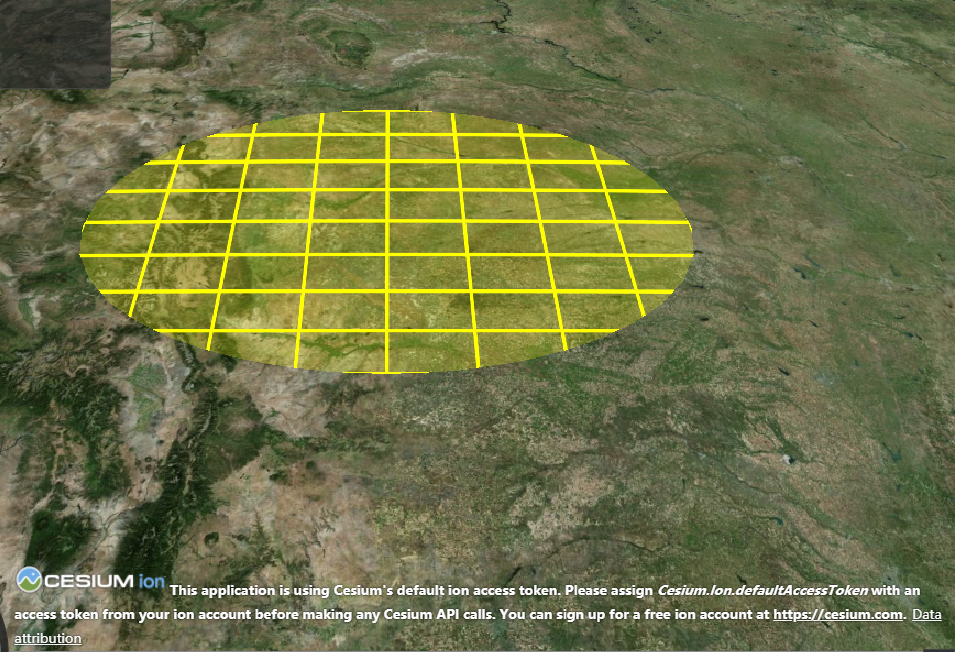 CESIUM ion This application is using Cesium's default ion access token. Please assign Cesium.Ion.defaultAccessToken with an
access token from your ion account before making any Cesium API calls. You can sign up for a free ion account at https://cesium.com. Data
attribution